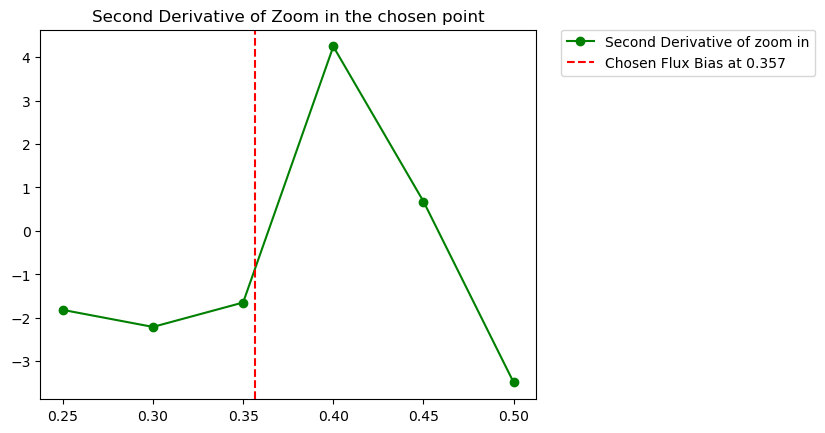 Second Derivative of Zoom in the chosen point
Second Derivative of zoom in
Chosen Flux Bias at 0.357
4
3
2
1
0
−1
−2
−3
0.25 0.30 0.35 0.40 0.45 0.50